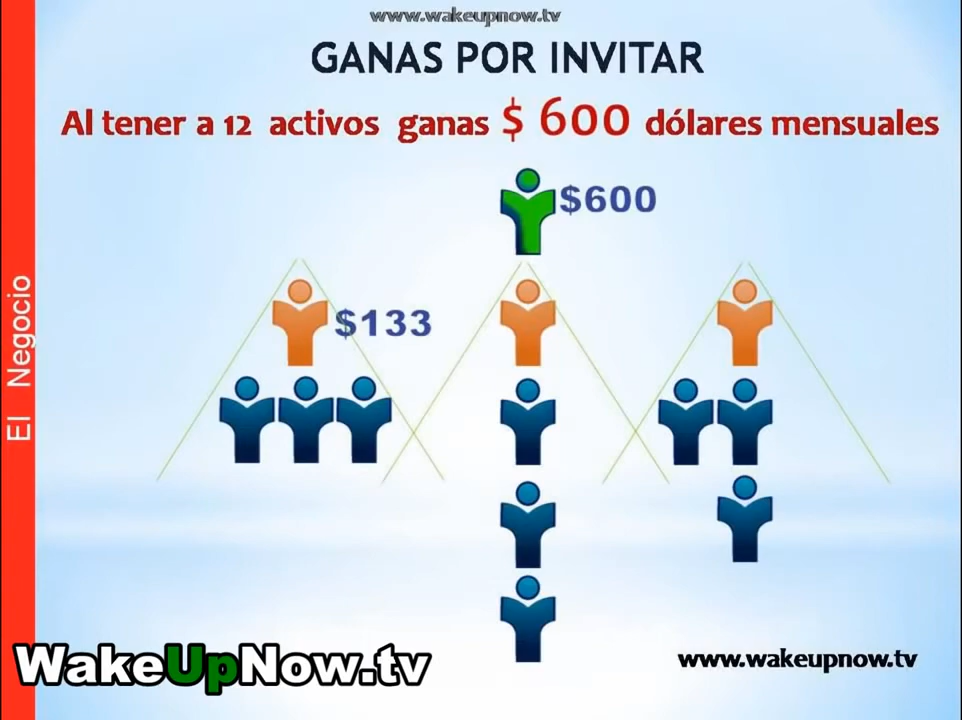 www.wakeupnow.tv
GANAS POR INVITAR
Al tener a 12 activos ganas $ 600 dólares mensuales
$600
$133
El Negocio
WakeUpNow.tv
www.wakeupnow.tv